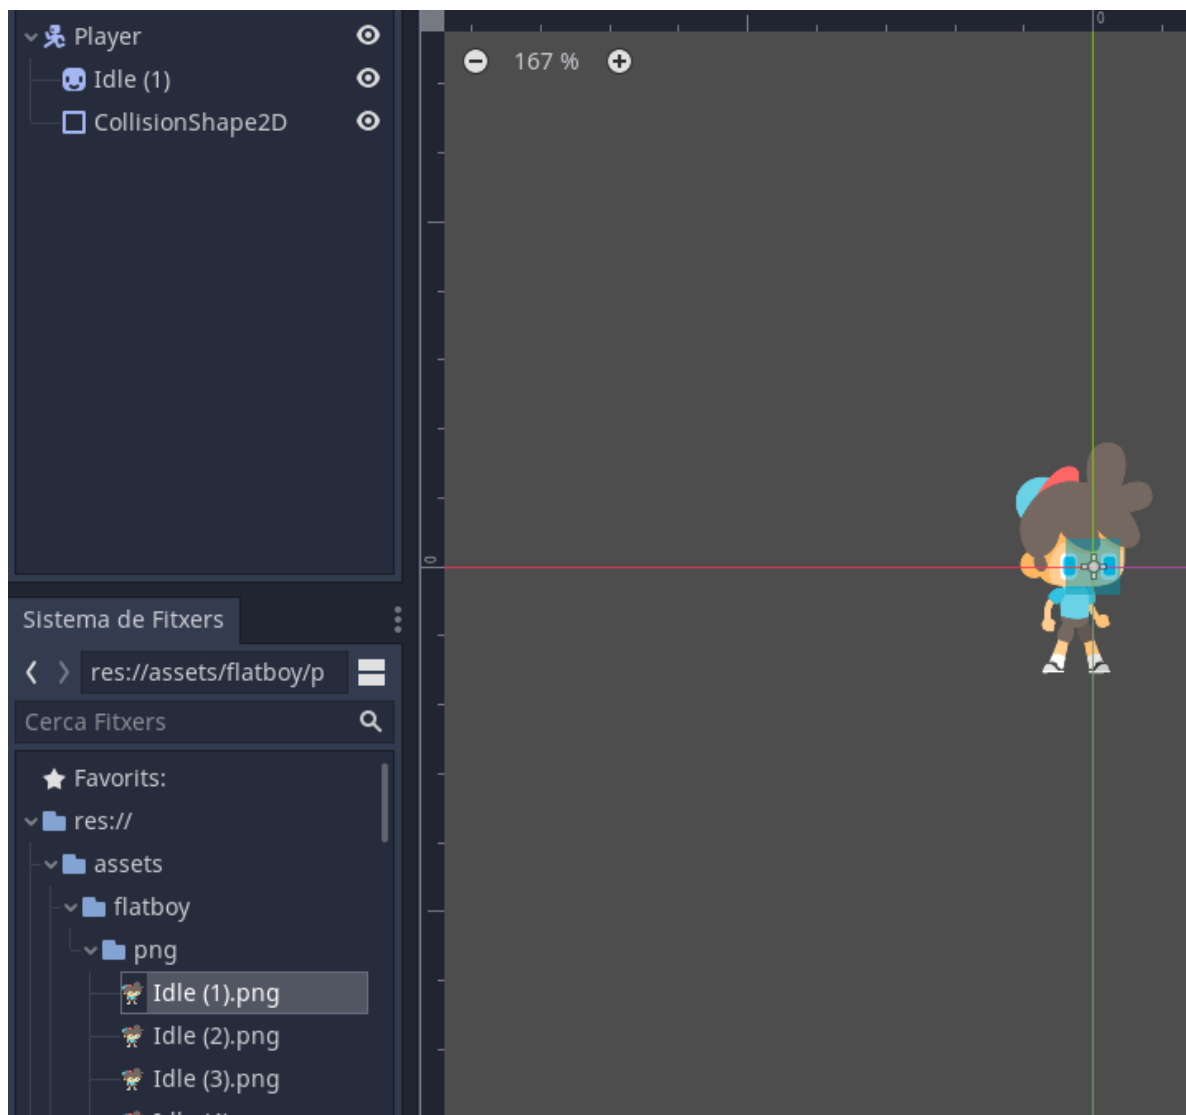 Player
Idle (1)
CollisionShape2D
167 %
0
0
Sistema de Fitxers
res://assets/flatboy/p
Cerca Fitxers
Favorits:
res://
assets
flatboy
png
Idle (1).png
Idle (2).png
Idle (3).png